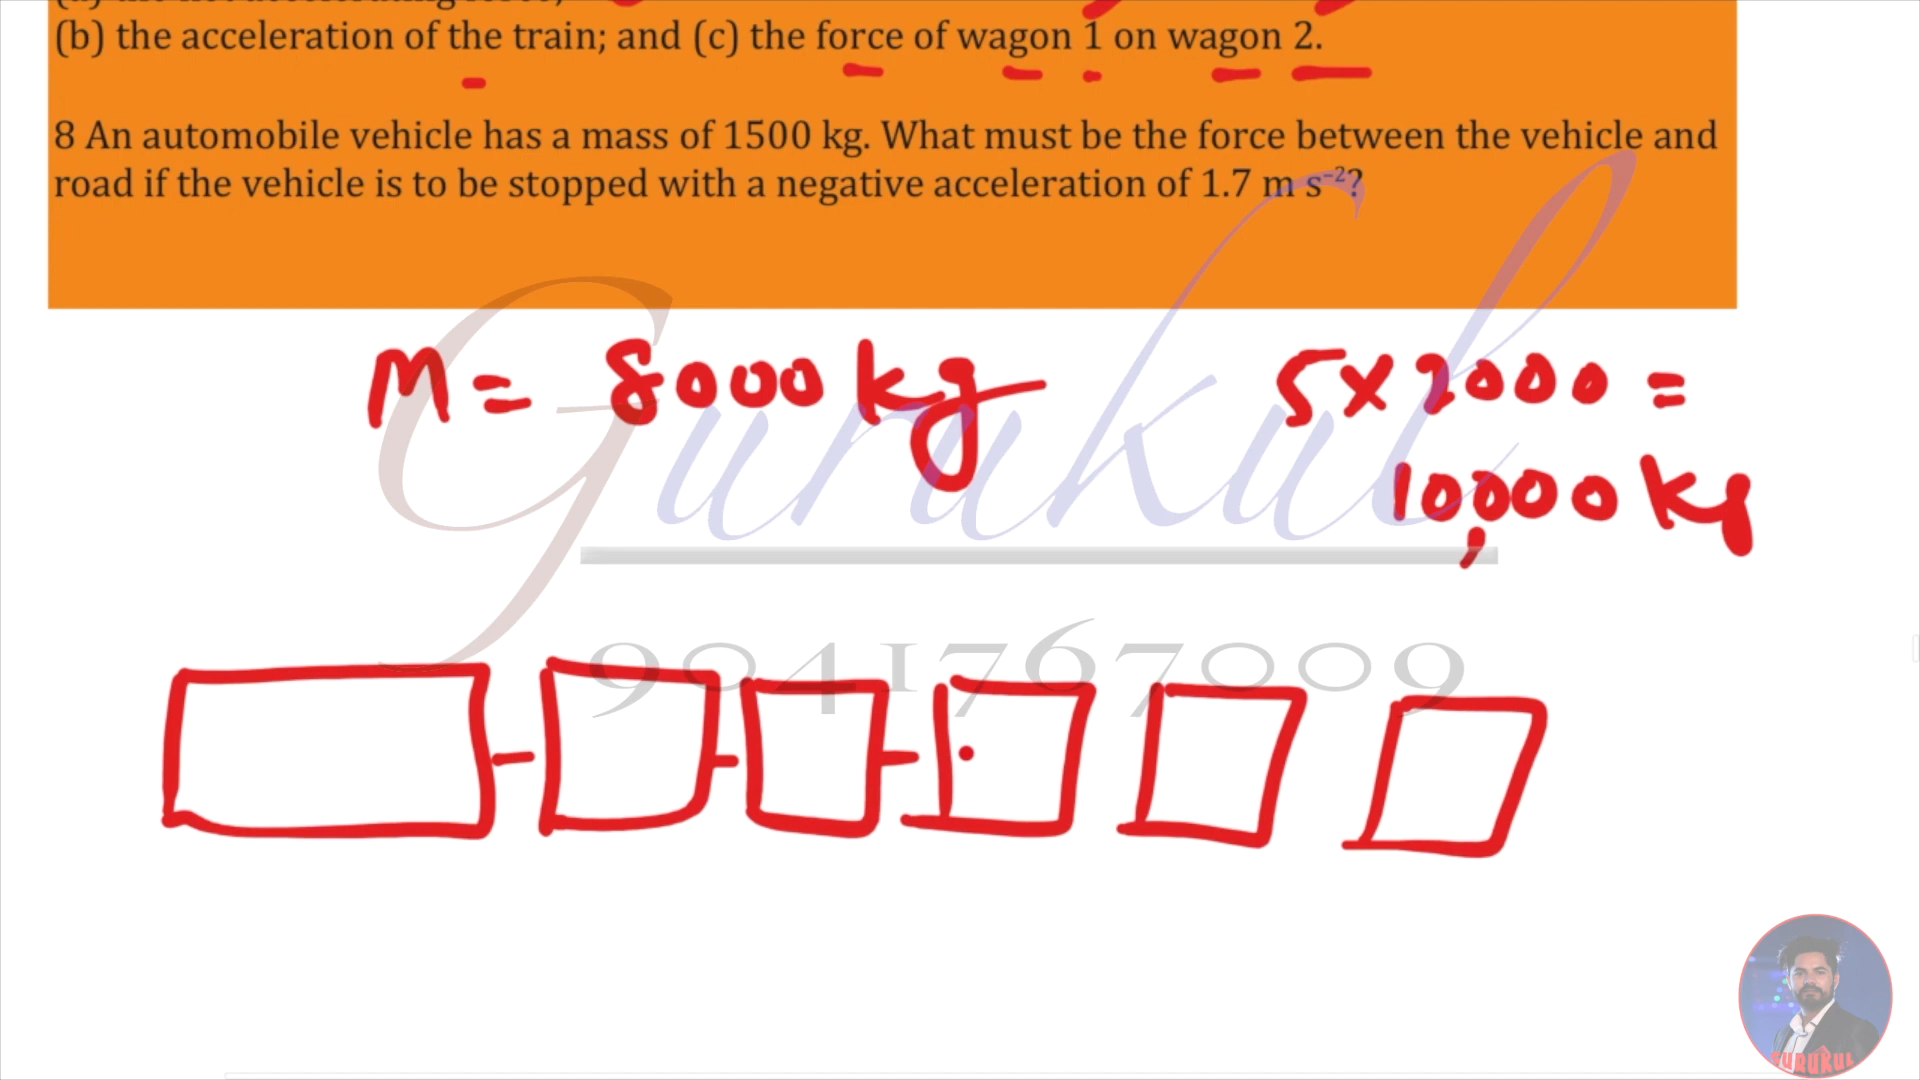 (b) the acceleration of the train; and (c) the force of wagon 1 on wagon 2.
8 An automobile vehicle has a mass of 1500 kg. What must be the force between the vehicle and
road if the vehicle is to be stopped with a negative acceleration of 1.7 m s⁻²?
M = 8000 kg
5 × 2000 =
10,000 kg
Gurukul
9041767009
GURUKUL